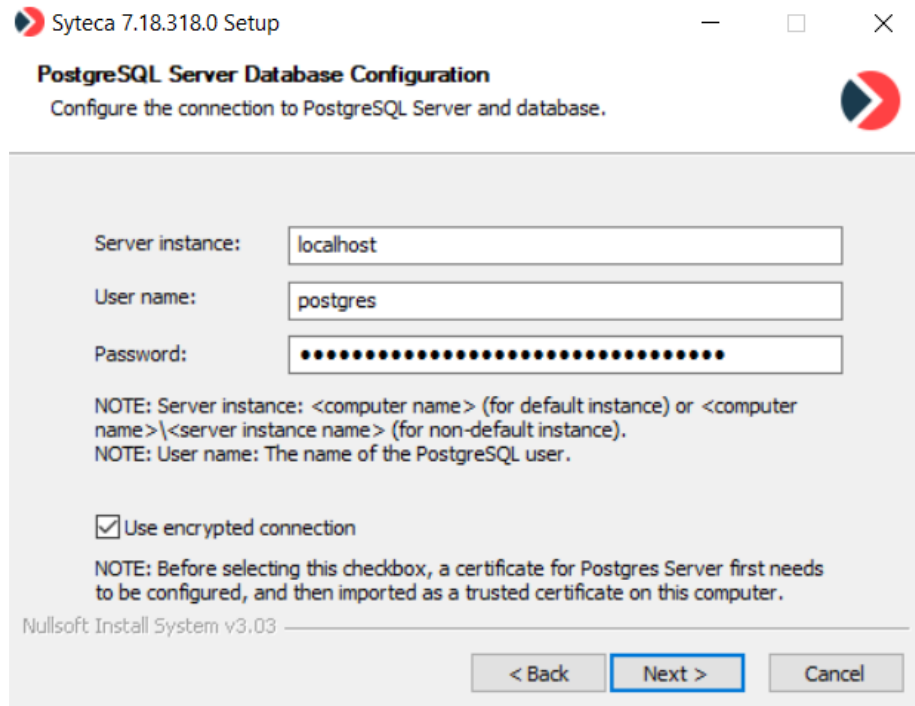 Syteca 7.18.318.0 Setup
PostgreSQL Server Database Configuration
Configure the connection to PostgreSQL Server and database.
Server instance:
localhost
User name:
postgres
Password:
••••••••••••••••••••••••••••••••••
NOTE: Server instance: <computer name> (for default instance) or <computer
name>\<server instance name> (for non-default instance).
NOTE: User name: The name of the PostgreSQL user.
Use encrypted connection
NOTE: Before selecting this checkbox, a certificate for Postgres Server first needs
to be configured, and then imported as a trusted certificate on this computer.
Nullsoft Install System v3.03
< Back
Next >
Cancel